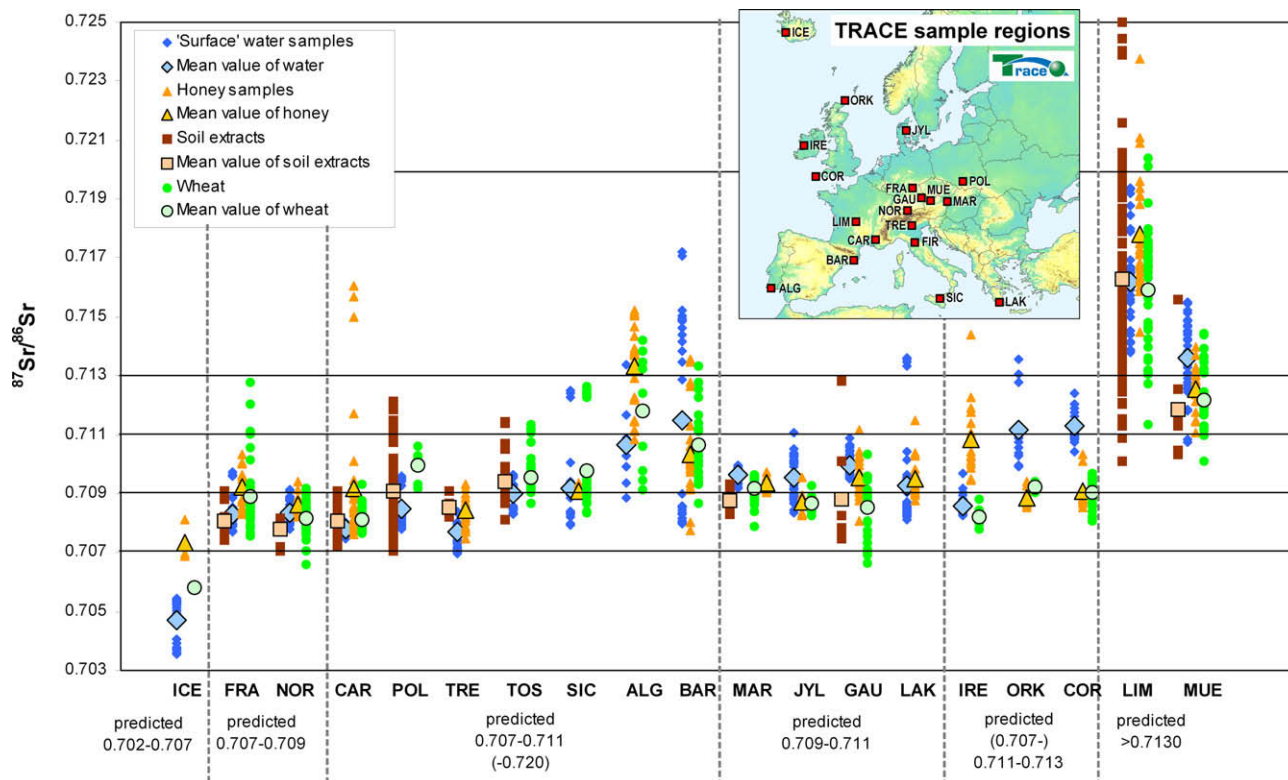 0.725
0.723
0.721
0.719
0.717
0.715
0.713
0.711
0.709
0.707
0.705
0.703
87Sr/86Sr
'Surface' water samples
Mean value of water
Honey samples
Mean value of honey
Soil extracts
Mean value of soil extracts
Wheat
Mean value of wheat
TRACE sample regions
Trace
ICE
ORK
JYL
IRE
COR
POL
FRA
MUE
GAU
MAR
NOR
LIM
TRE
CAR
FIR
BAR
ALG
SIC
LAK
ICE FRA NOR CAR POL TRE TOS SIC ALG BAR MAR JYL GAU LAK IRE ORK COR LIM MUE
predicted
0.702-0.707
predicted
0.707-0.709
predicted
0.707-0.711
(-0.720)
predicted
0.709-0.711
predicted
(0.707-)
0.711-0.713
predicted
>0.7130